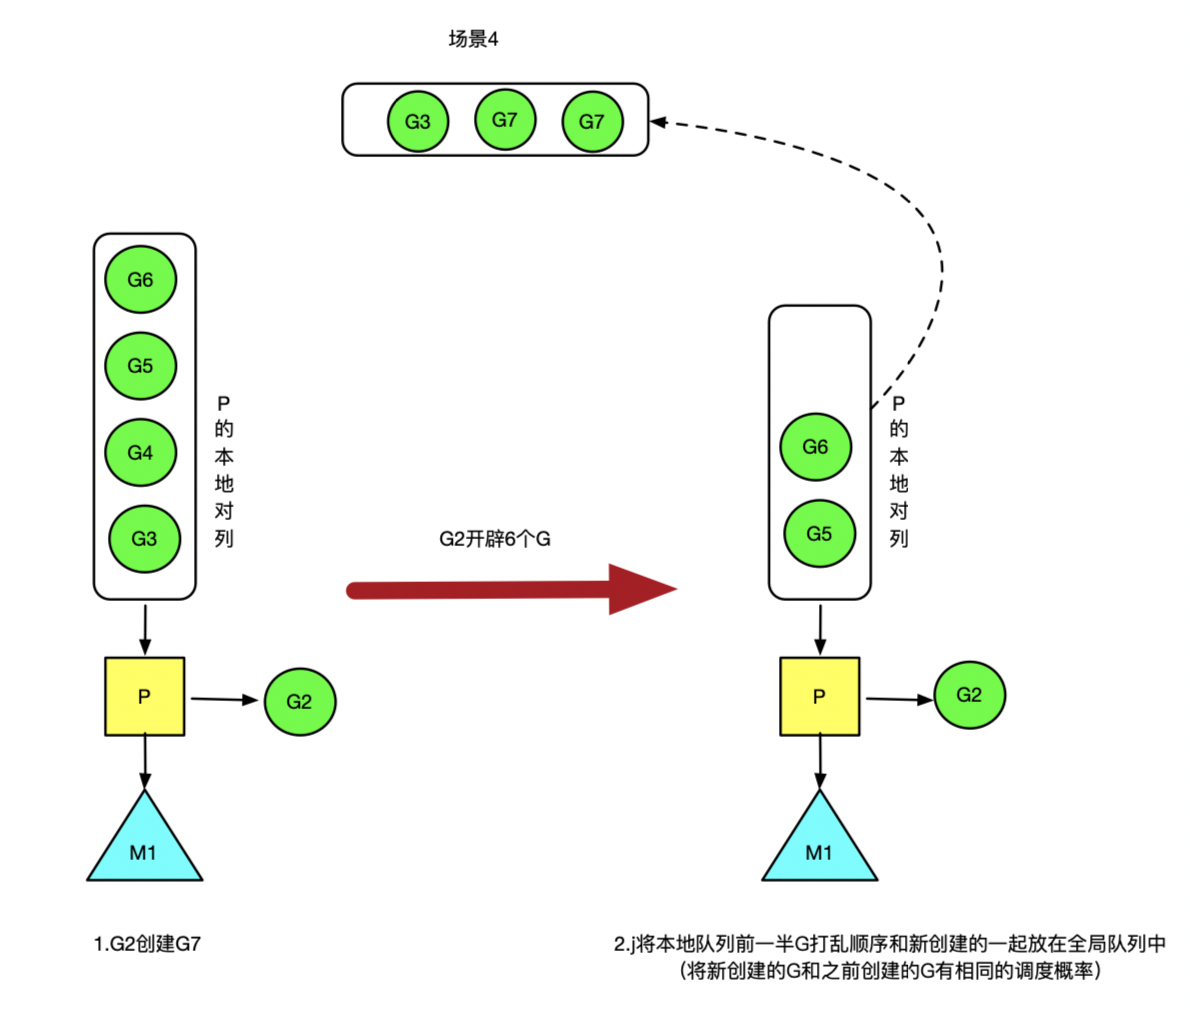 场景4
G3 G7 G7
G6
G5
G4
G3
P
的
本
地
对
列
P
G2
M1
1.G2创建G7
G2开辟6个G
G6
G5
P
的
本
地
对
列
P
G2
M1
2.j将本地队列前一半G打乱顺序和新创建的一起放在全局队列中
（将新创建的G和之前创建的G有相同的调度概率）